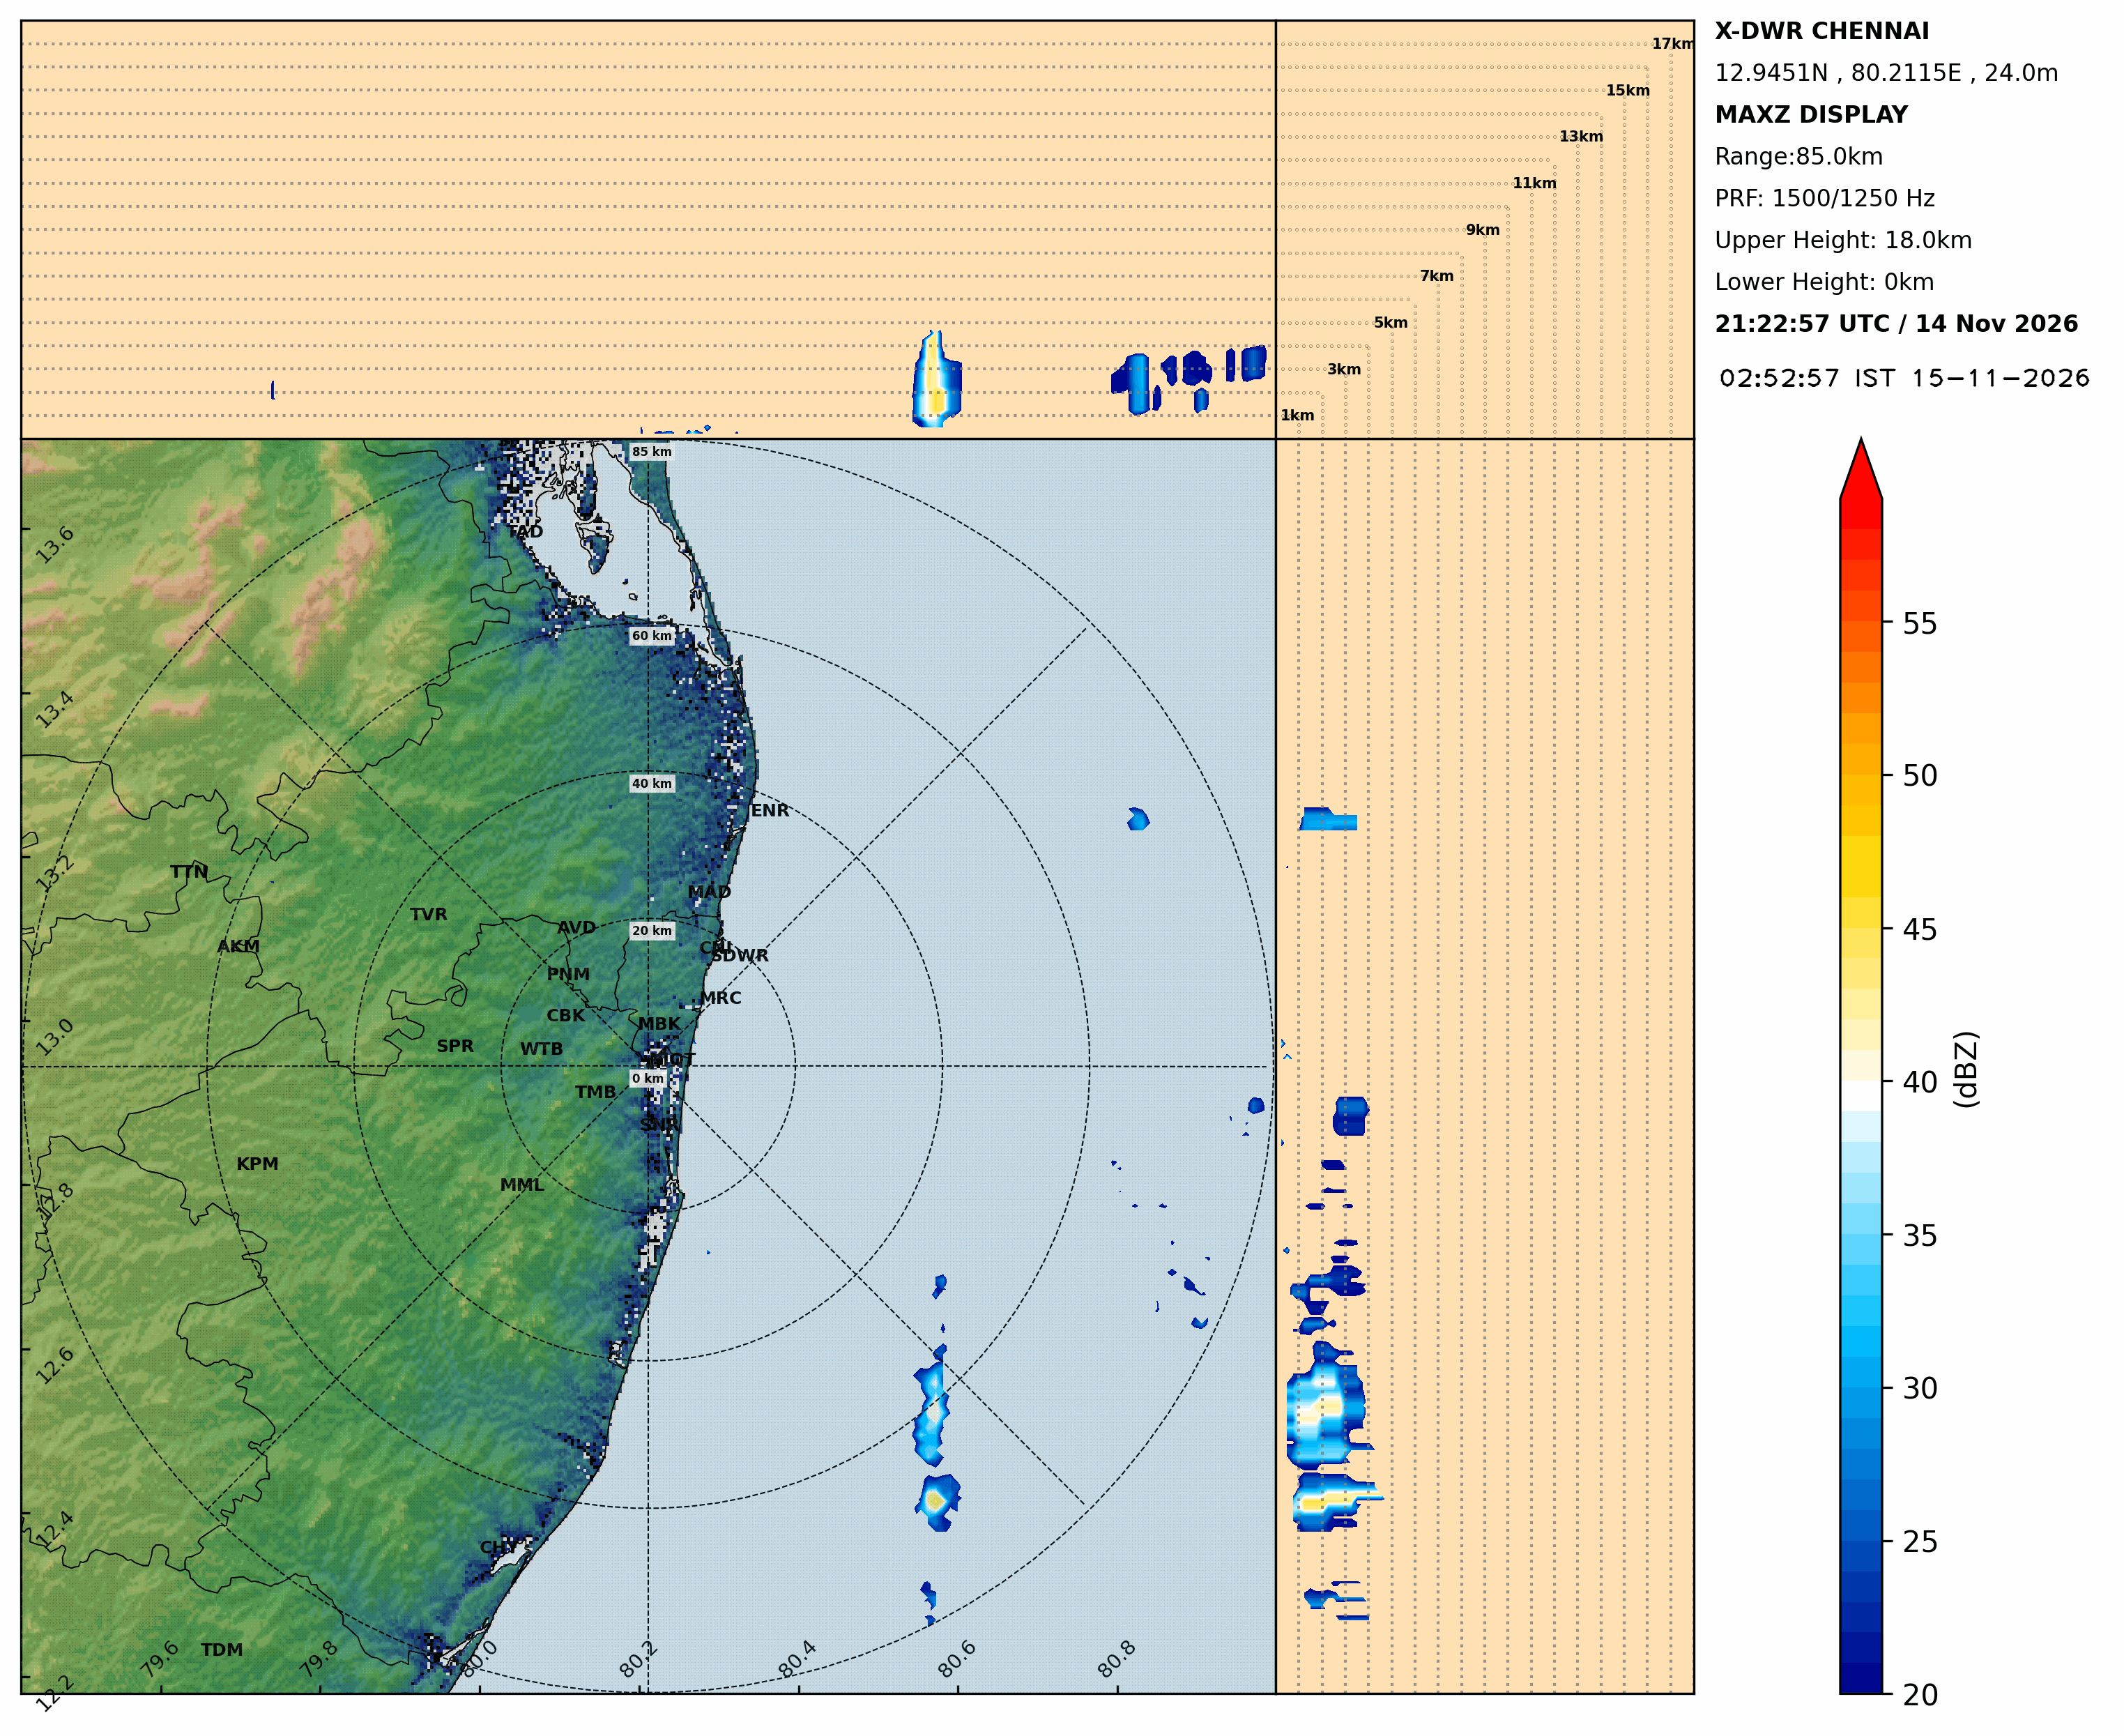 X-DWR CHENNAI
12.9451N , 80.2115E , 24.0m
MAXZ DISPLAY
Range:85.0km
PRF: 1500/1250 Hz
Upper Height: 18.0km
Lower Height: 0km
21:22:57 UTC / 14 Nov 2026
02:52:57 IST 15-11-2026
17km
15km
13km
11km
9km
7km
5km
3km
1km
85 km
60 km
40 km
20 km
0 km
TAD
ENR
TTN
MAD
TVR
AVD
AKM
SDWR
PNM
MRC
CBK
MBK
SPR
WTB
TMB
SNR
KPM
MML
CHY
TDM
13.6
13.4
13.2
13.0
12.8
12.6
12.4
12.2
79.6
79.8
80.0
80.2
80.4
80.6
80.8
55
50
45
40
35
30
25
20
(dBZ)